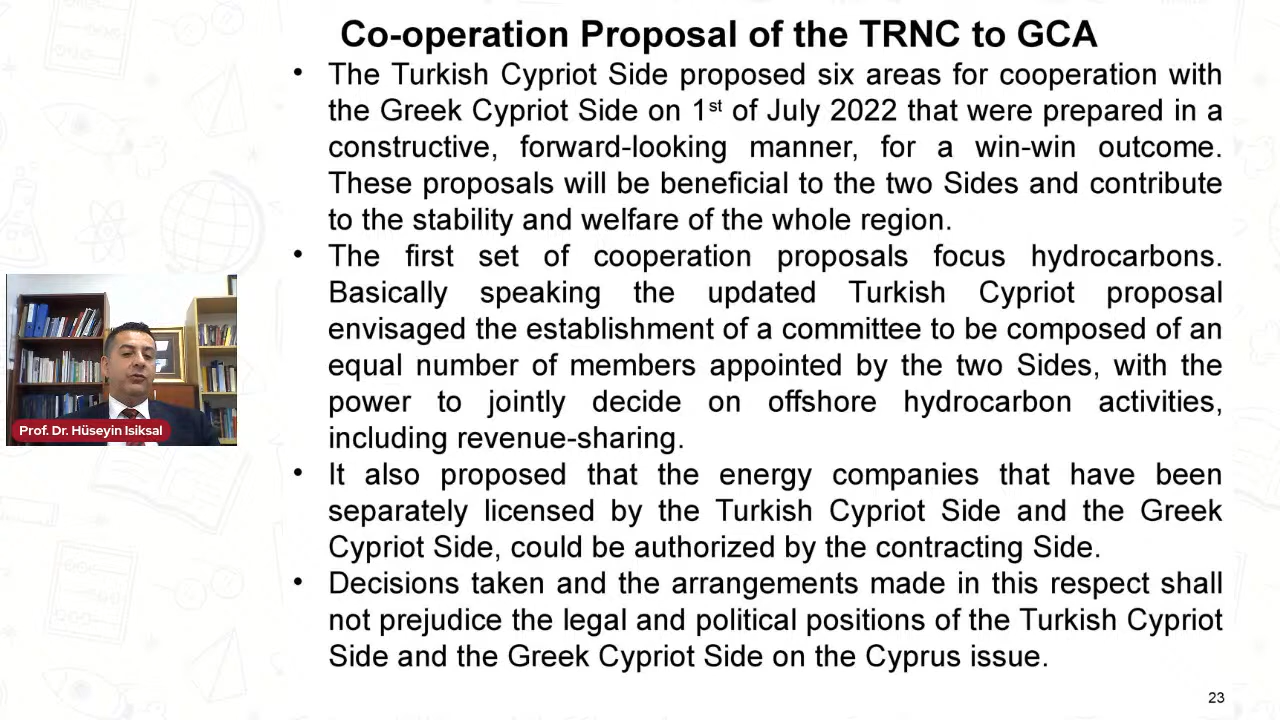 Co-operation Proposal of the TRNC to GCA
• The Turkish Cypriot Side proposed six areas for cooperation with
the Greek Cypriot Side on 1st of July 2022 that were prepared in a
constructive, forward-looking manner, for a win-win outcome.
These proposals will be beneficial to the two Sides and contribute
to the stability and welfare of the whole region.
• The first set of cooperation proposals focus hydrocarbons.
Basically speaking the updated Turkish Cypriot proposal
envisaged the establishment of a committee to be composed of an
equal number of members appointed by the two Sides, with the
power to jointly decide on offshore hydrocarbon activities,
including revenue-sharing.
• It also proposed that the energy companies that have been
separately licensed by the Turkish Cypriot Side and the Greek
Cypriot Side, could be authorized by the contracting Side.
• Decisions taken and the arrangements made in this respect shall
not prejudice the legal and political positions of the Turkish Cypriot
Side and the Greek Cypriot Side on the Cyprus issue.
Prof. Dr. Hüseyin Isiksal
23